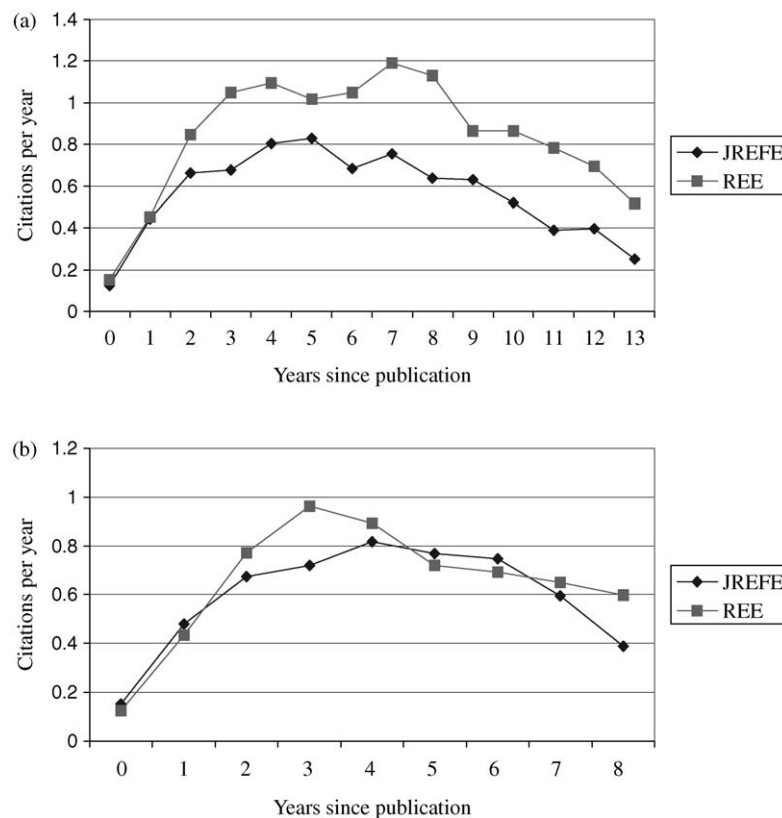 (a)
1.4
1.2
1
0.8
0.6
0.4
0.2
0
Citations per year
0 1 2 3 4 5 6 7 8 9 10 11 12 13
Years since publication
JREFE
REE
(b)
1.2
1
0.8
0.6
0.4
0.2
0
Citations per year
0 1 2 3 4 5 6 7 8
Years since publication
JREFE
REE